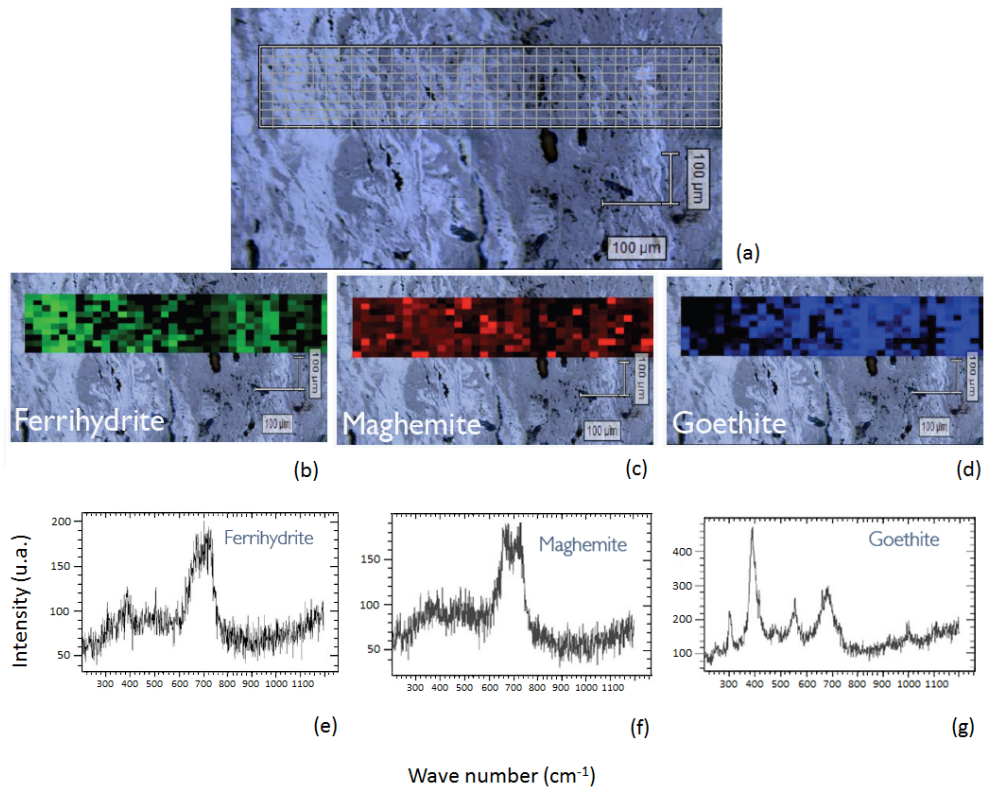 100 µm
100 µm
(a)
Ferrihydrite
100 µm
100 µm
Maghemite
100 µm
100 µm
Goethite
100 µm
100 µm
(b)
(c)
(d)
Intensity (u.a.)
200
150
100
50
Ferrihydrite
300 400 500 600 700 800 900 1000 1100
150
100
50
Maghemite
300 400 500 600 700 800 900 1000 1100
400
300
200
100
Goethite
300 400 500 600 700 800 900 1000 1100
(e)
(f)
(g)
Wave number (cm⁻¹)